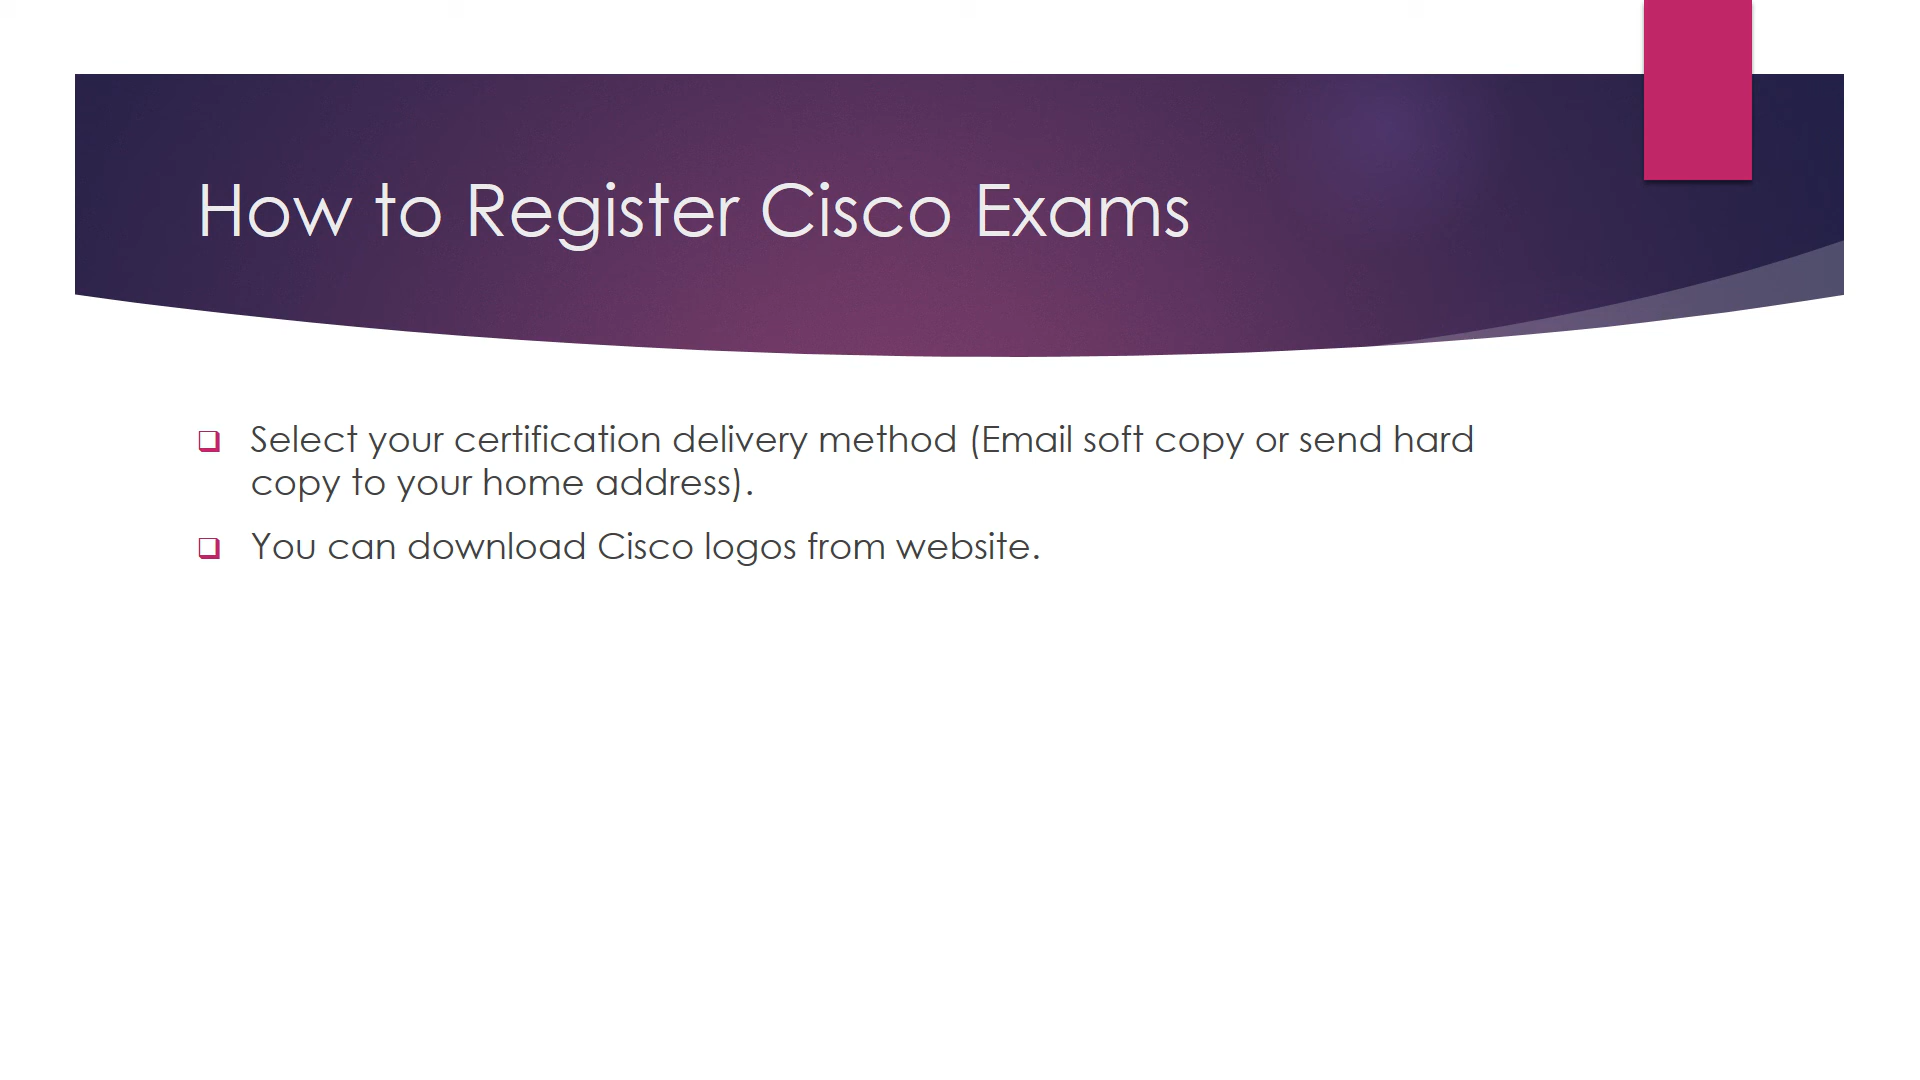 How to Register Cisco Exams
Select your certification delivery method (Email soft copy or send hard
copy to your home address).
You can download Cisco logos from website.